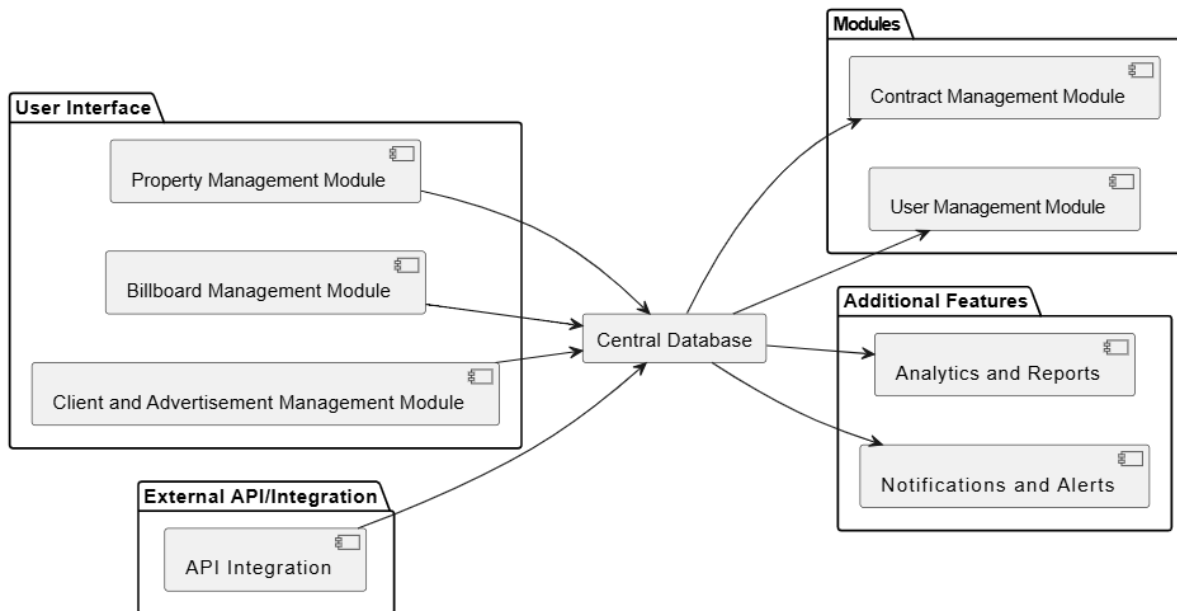 User Interface
Property Management Module
Billboard Management Module
Client and Advertisement Management Module
External API/Integration
API Integration
Central Database
Modules
Contract Management Module
User Management Module
Additional Features
Analytics and Reports
Notifications and Alerts